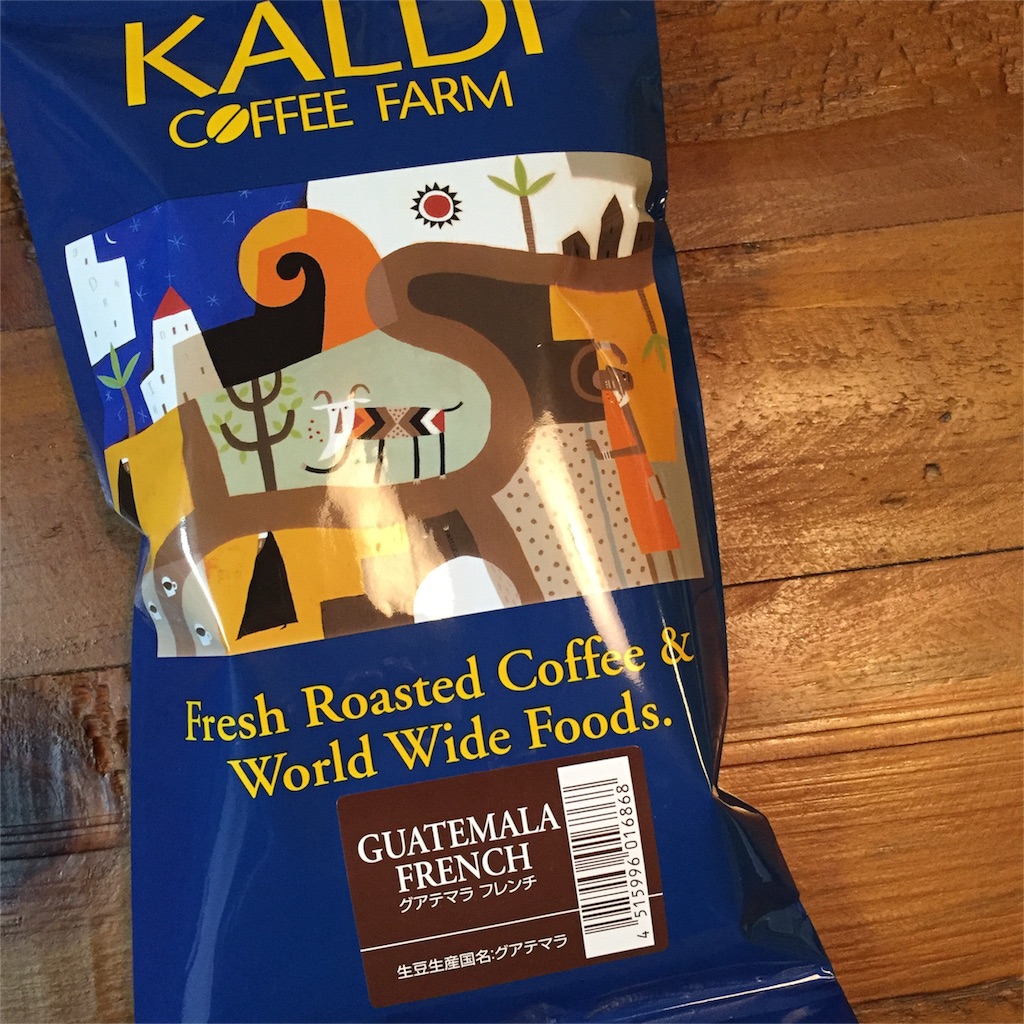 KALDI
COFFEE FARM
Fresh Roasted Coffee &
World Wide Foods.
GUATEMALA
FRENCH
グアテマラ フレンチ
生豆生産国名:グアテマラ
4 515996 016868